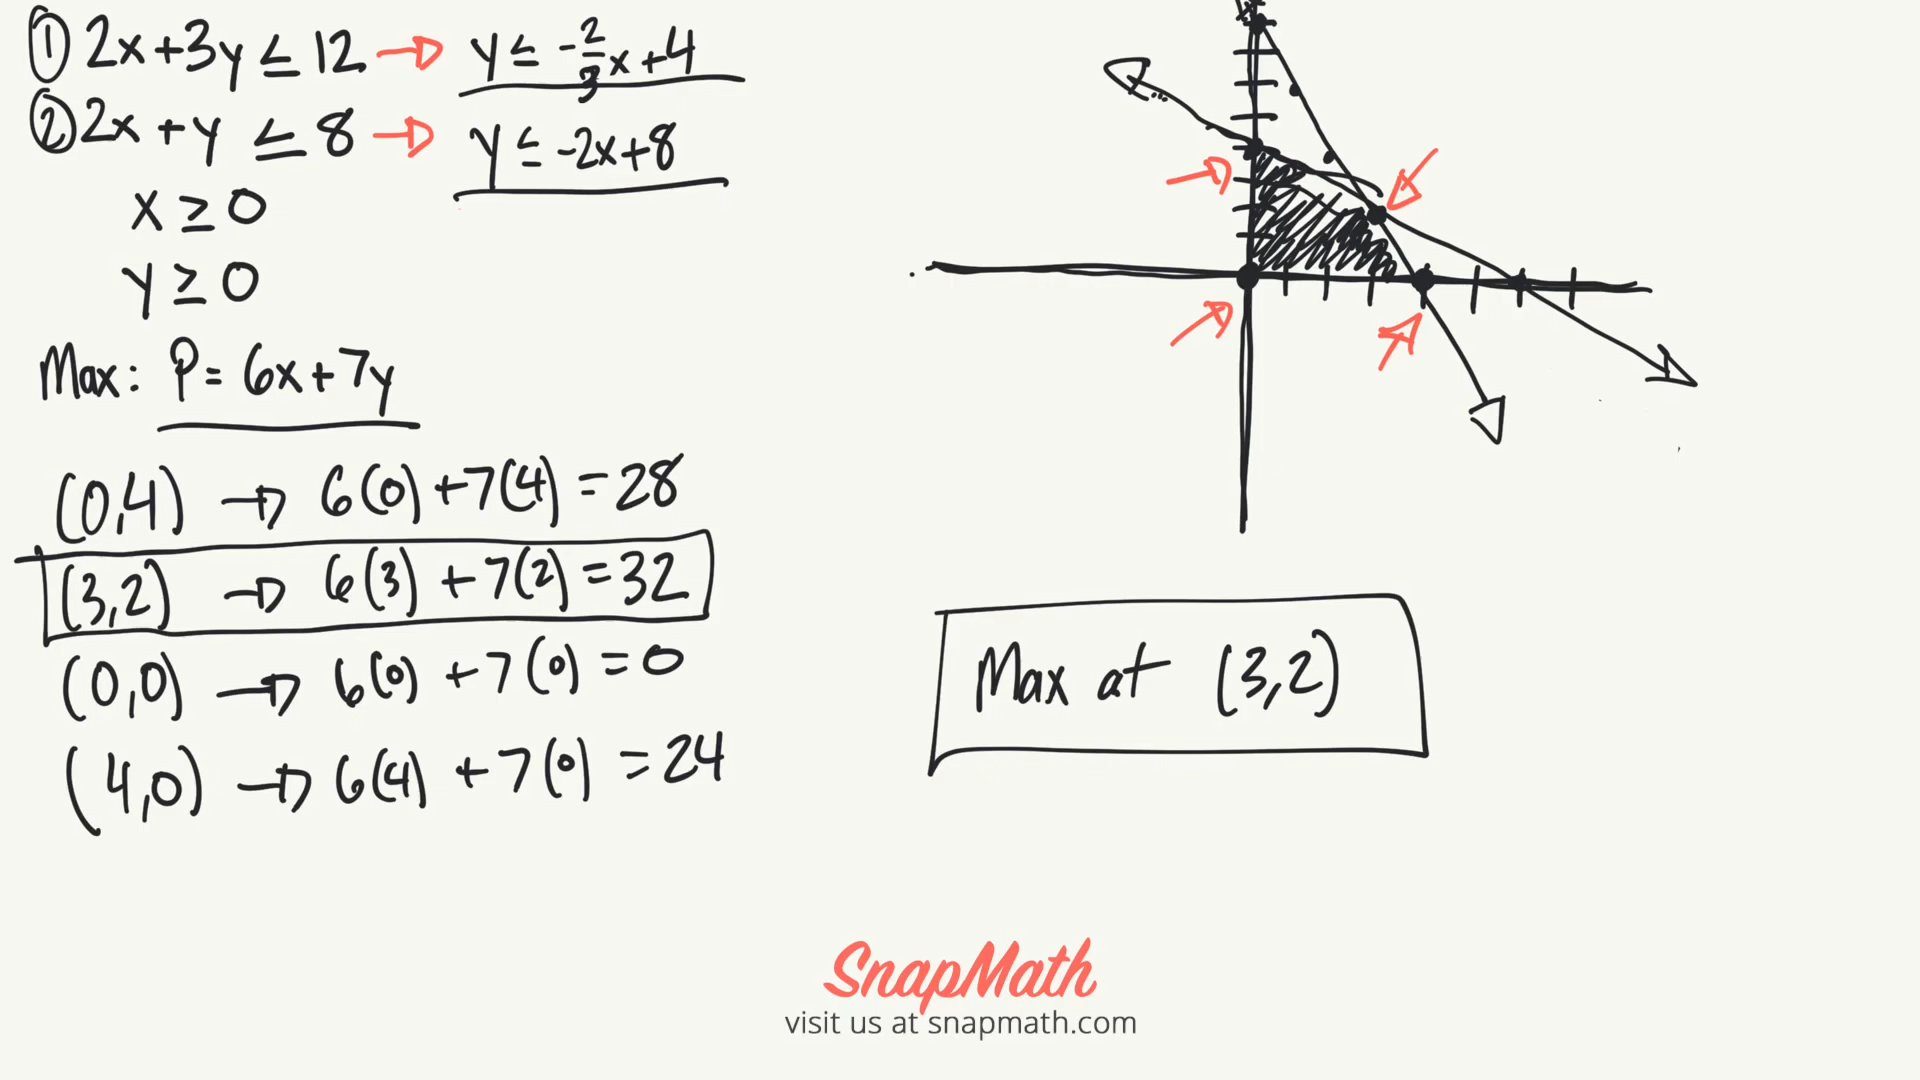 ① 2x+3y ≤ 12 → y ≤ -2/3x+4
② 2x+y ≤ 8 → y ≤ -2x+8
x ≥ 0
y ≥ 0
Max: P= 6x+7y
(0,4) → 6(0)+7(4)=28
(3,2) → 6(3)+7(2)=32
(0,0) → 6(0)+7(0)=0
(4,0) → 6(4)+7(0)=24
Max at (3,2)
SnapMath
visit us at snapmath.com